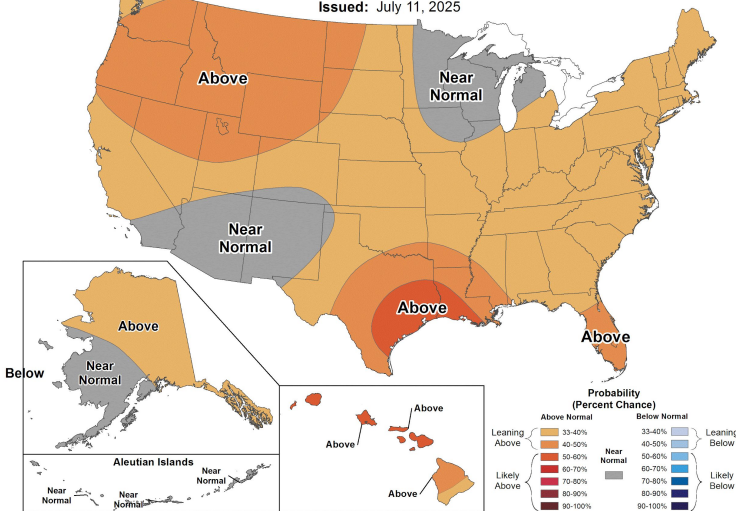 Issued: July 11, 2025
Above
Near
Normal
Near
Normal
Above
Above
Above
Near
Normal
Below
Aleutian Islands
Near
Normal
Near
Normal
Near
Normal
Above
Above
Above
Probability
(Percent Chance)
Above Normal
Below Normal
Leaning
Above
33-40%
40-50%
Likely
Above
50-60%
60-70%
70-80%
80-90%
90-100%
Near
Normal
33-40%
40-50%
Leaning
Below
50-60%
60-70%
70-80%
80-90%
90-100%
Likely
Below